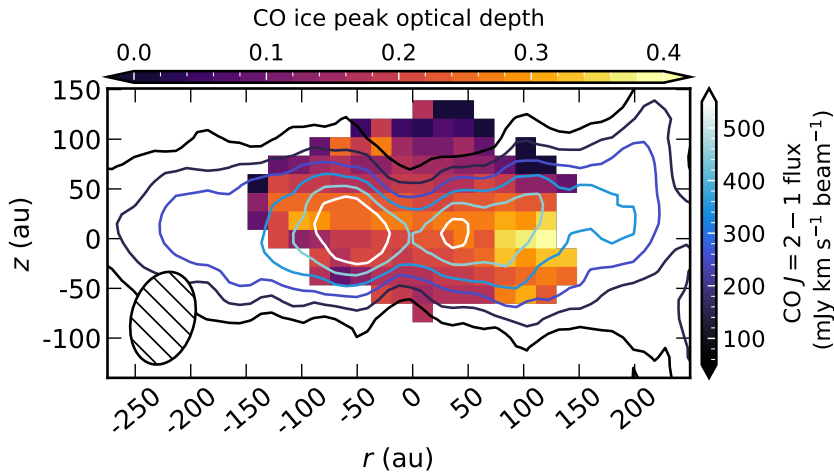 CO ice peak optical depth
0.0 0.1 0.2 0.3 0.4
150
100
50
0
-50
-100
z (au)
-250 -200 -150 -100 -50 0 50 100 150 200
r (au)
500
400
300
200
100
CO J = 2 − 1 flux
(mJy km s⁻¹ beam⁻¹)